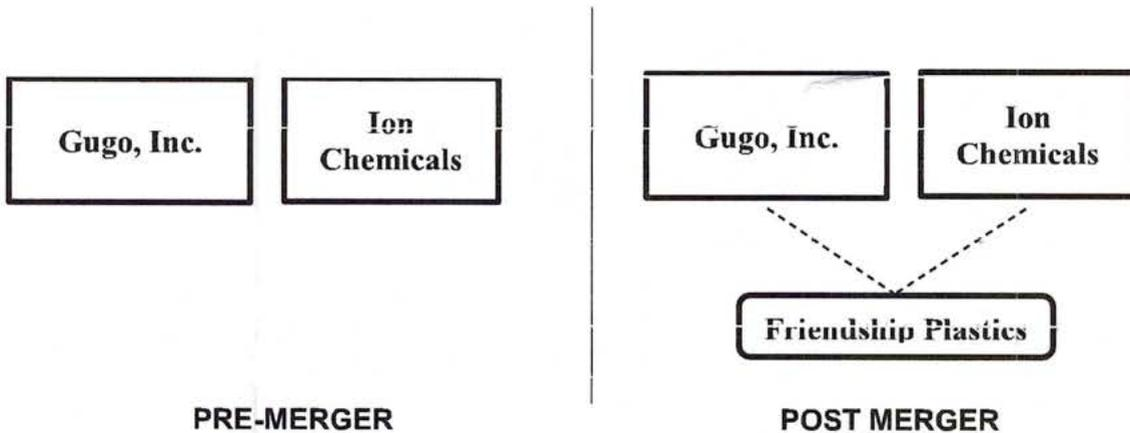 Gugo, Inc.
Ion
Chemicals
PRE-MERGER
Gugo, Inc.
Ion
Chemicals
Friendship Plastics
POST MERGER